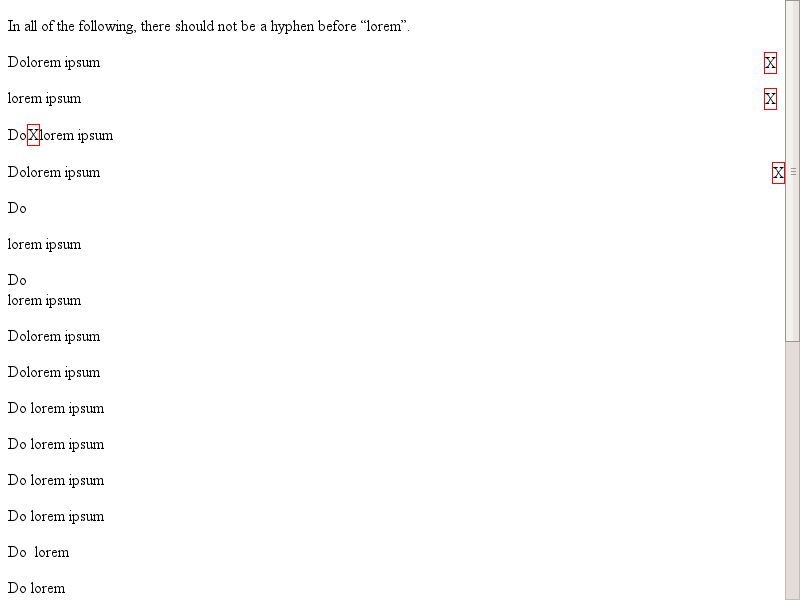 In all of the following, there should not be a hyphen before “lorem”.
Dolorem ipsum X
lorem ipsum X
DoXlorem ipsum
Dolorem ipsum X
Do
lorem ipsum
Do
lorem ipsum
Dolorem ipsum
Dolorem ipsum
Do lorem ipsum
Do lorem ipsum
Do lorem ipsum
Do lorem ipsum
Do  lorem
Do lorem